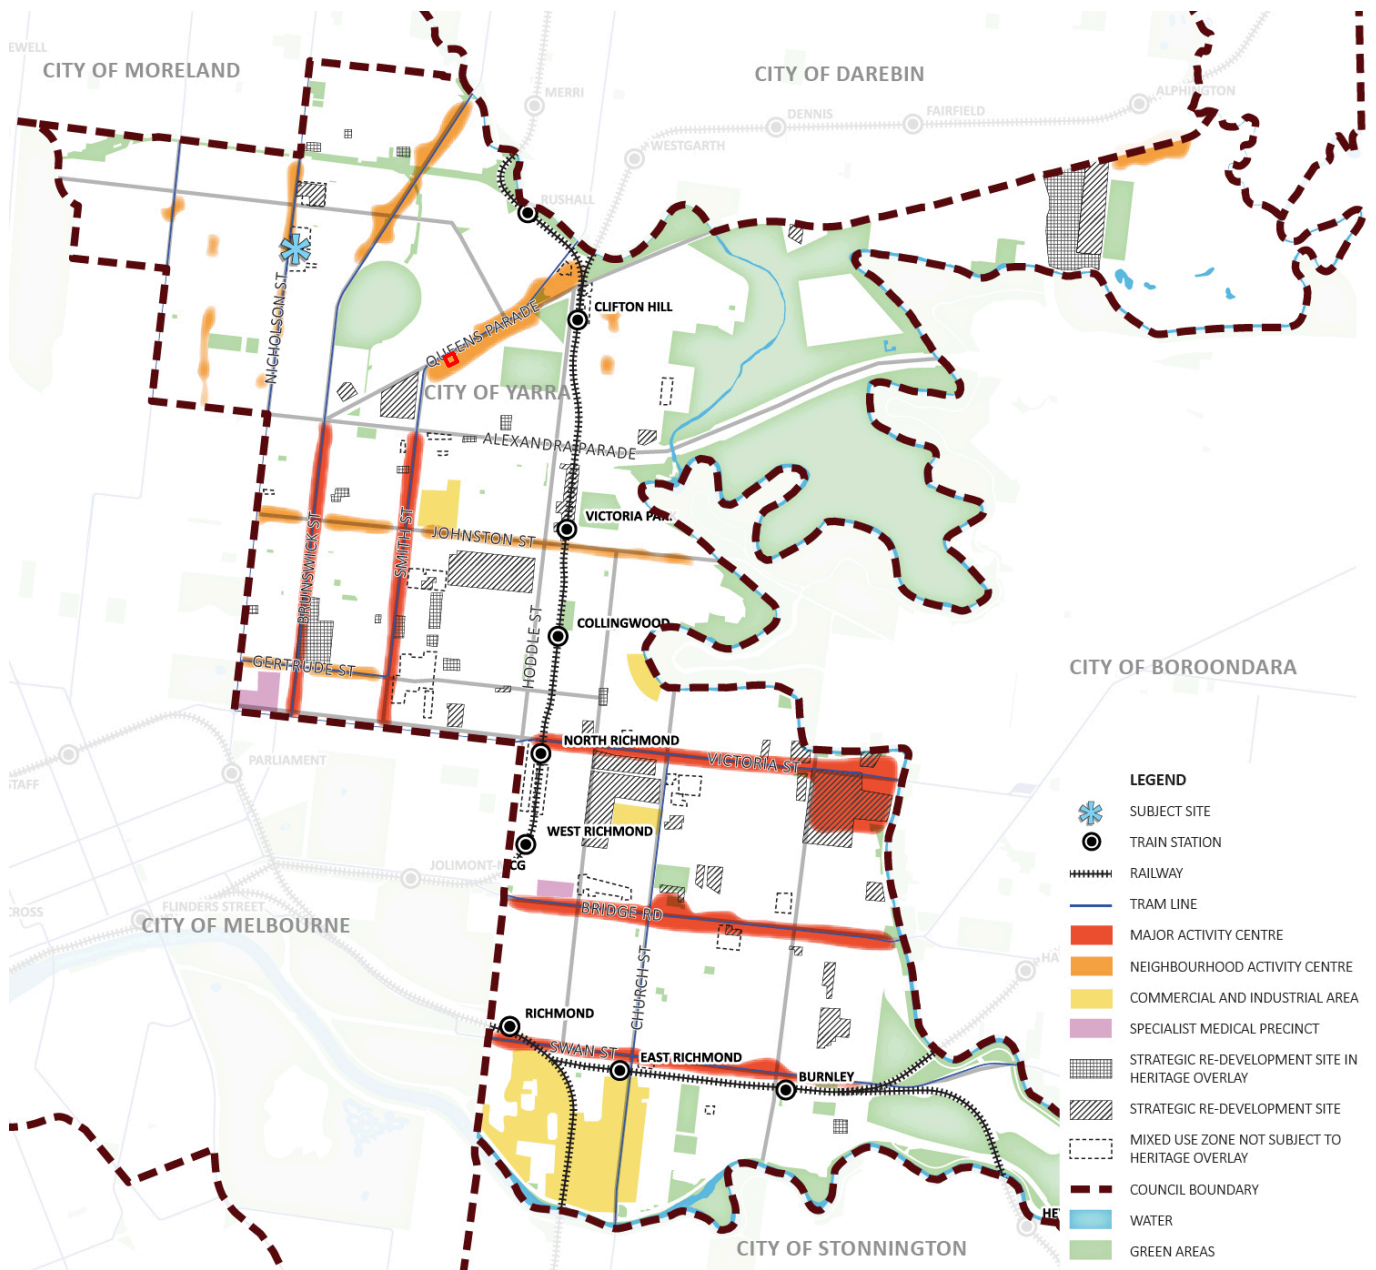 EWELL
CITY OF MORELAND
CITY OF DAREBIN
MERRI
ALPHINGTON
DENNIS
FAIRFIELD
WESTGARTH
RUSHALL
NICHOLSON ST
CLIFTON HILL
QUEENS PARADE
CITY OF YARRA
ALEXANDRA PARADE
VICTORIA PA
JOHNSTON ST
BRUNSWICK ST
SMITH ST
HODDLE ST
COLLINGWOOD
GERTRUDE ST
CITY OF BOROONDARA
NORTH RICHMOND
VICTORIA ST
PARLIAMENT
STAFF
WEST RICHMOND
JOLIMONT-MCG
CROSS
FLINDERS STREET
CITY OF MELBOURNE
BRIDGE RD
CHURCH ST
HA
RICHMOND
SWAN ST
EAST RICHMOND
BURNLEY
HE
CITY OF STONNINGTON
LEGEND
SUBJECT SITE
TRAIN STATION
RAILWAY
TRAM LINE
MAJOR ACTIVITY CENTRE
NEIGHBOURHOOD ACTIVITY CENTRE
COMMERCIAL AND INDUSTRIAL AREA
SPECIALIST MEDICAL PRECINCT
STRATEGIC RE-DEVELOPMENT SITE IN
HERITAGE OVERLAY
STRATEGIC RE-DEVELOPMENT SITE
MIXED USE ZONE NOT SUBJECT TO
HERITAGE OVERLAY
COUNCIL BOUNDARY
WATER
GREEN AREAS